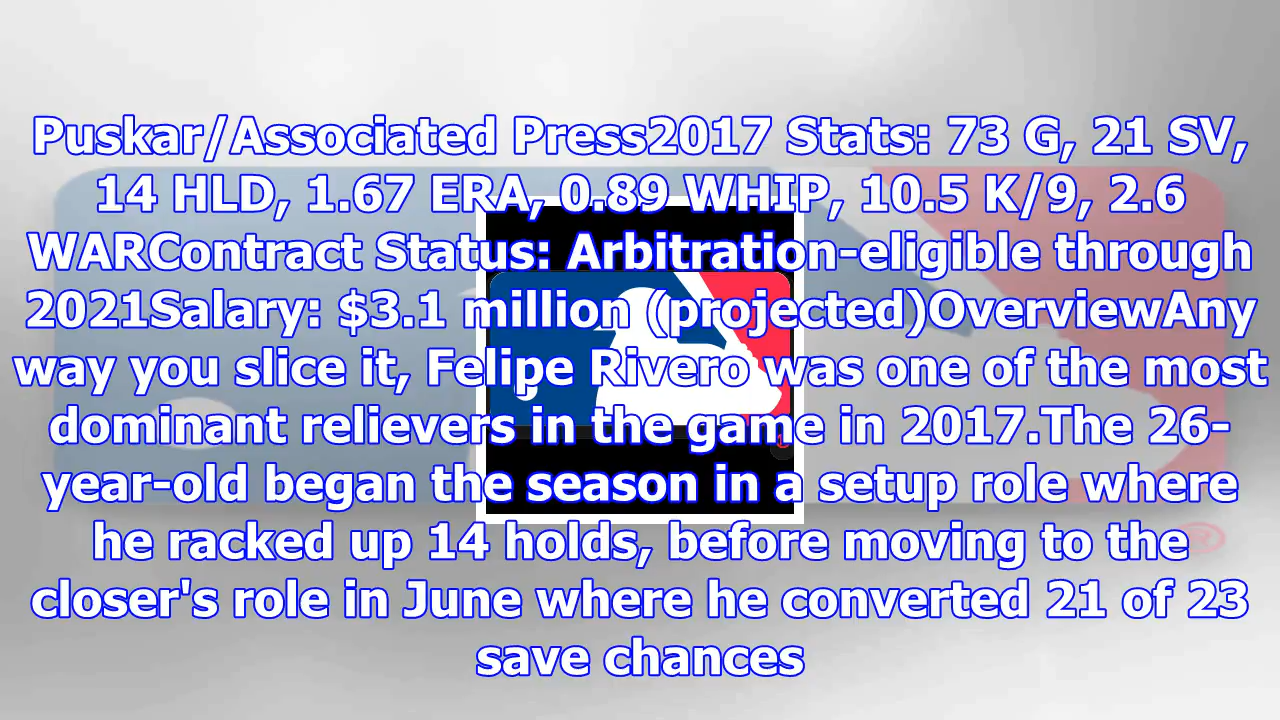 Puskar/Associated Press2017 Stats: 73 G, 21 SV,
14 HLD, 1.67 ERA, 0.89 WHIP, 10.5 K/9, 2.6
WARContract Status: Arbitration-eligible through
2021Salary: $3.1 million (projected)OverviewAny
way you slice it, Felipe Rivero was one of the most
dominant relievers in the game in 2017.The 26-
year-old began the season in a setup role where
he racked up 14 holds, before moving to the
closer's role in June where he converted 21 of 23
save chances